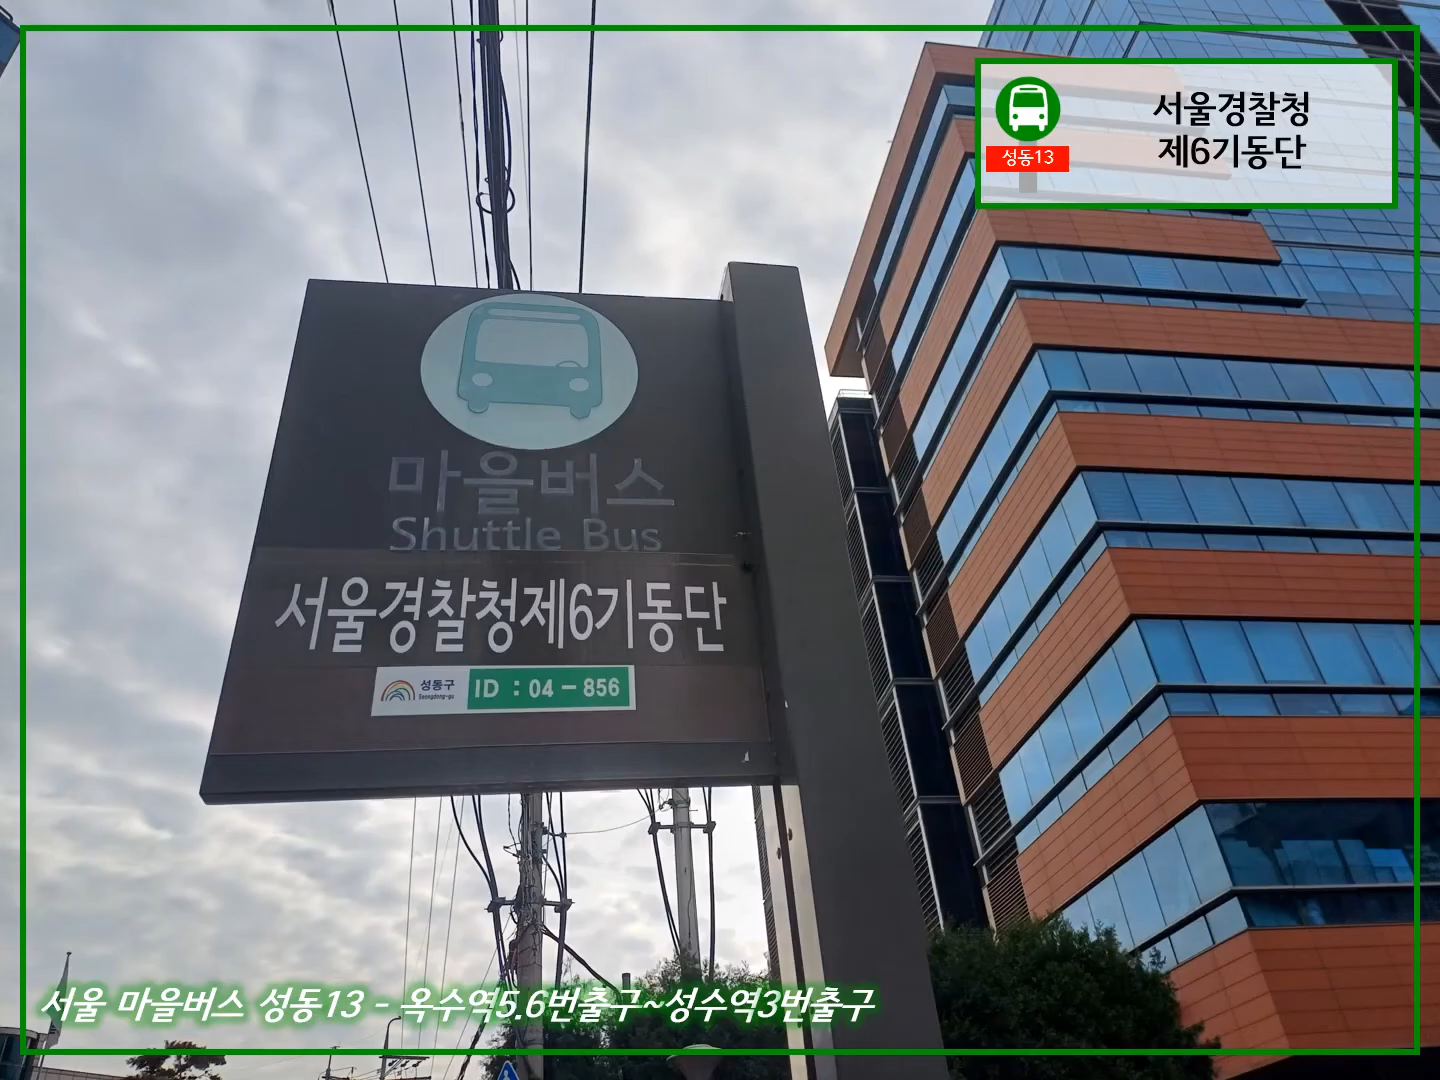 서울경찰청
제6기동단
성동13
마을버스
Shuttle Bus
서울경찰청제6기동단
성동구
Seongdong-gu
ID : 04 - 856
서울 마을버스 성동13 - 옥수역5.6번출구~성수역3번출구